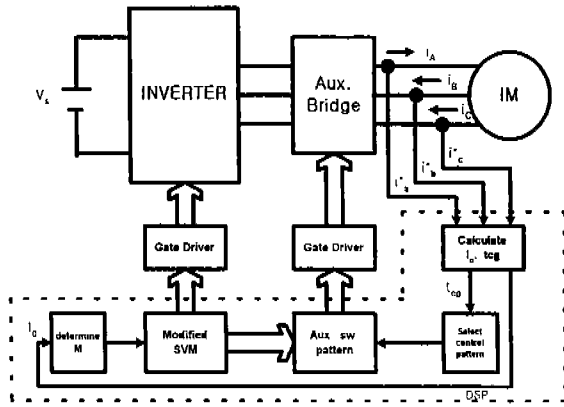 V_s
INVERTER
Aux.
Bridge
i_A
i_B
i_C
IM
i*_a
i*_b
i*_c
Gate Driver
Gate Driver
Calculate
I_o, tcg
t_co
I_0
determine
M
Modified
SVM
Aux sw
pattern
Select
control
pattern
DSP